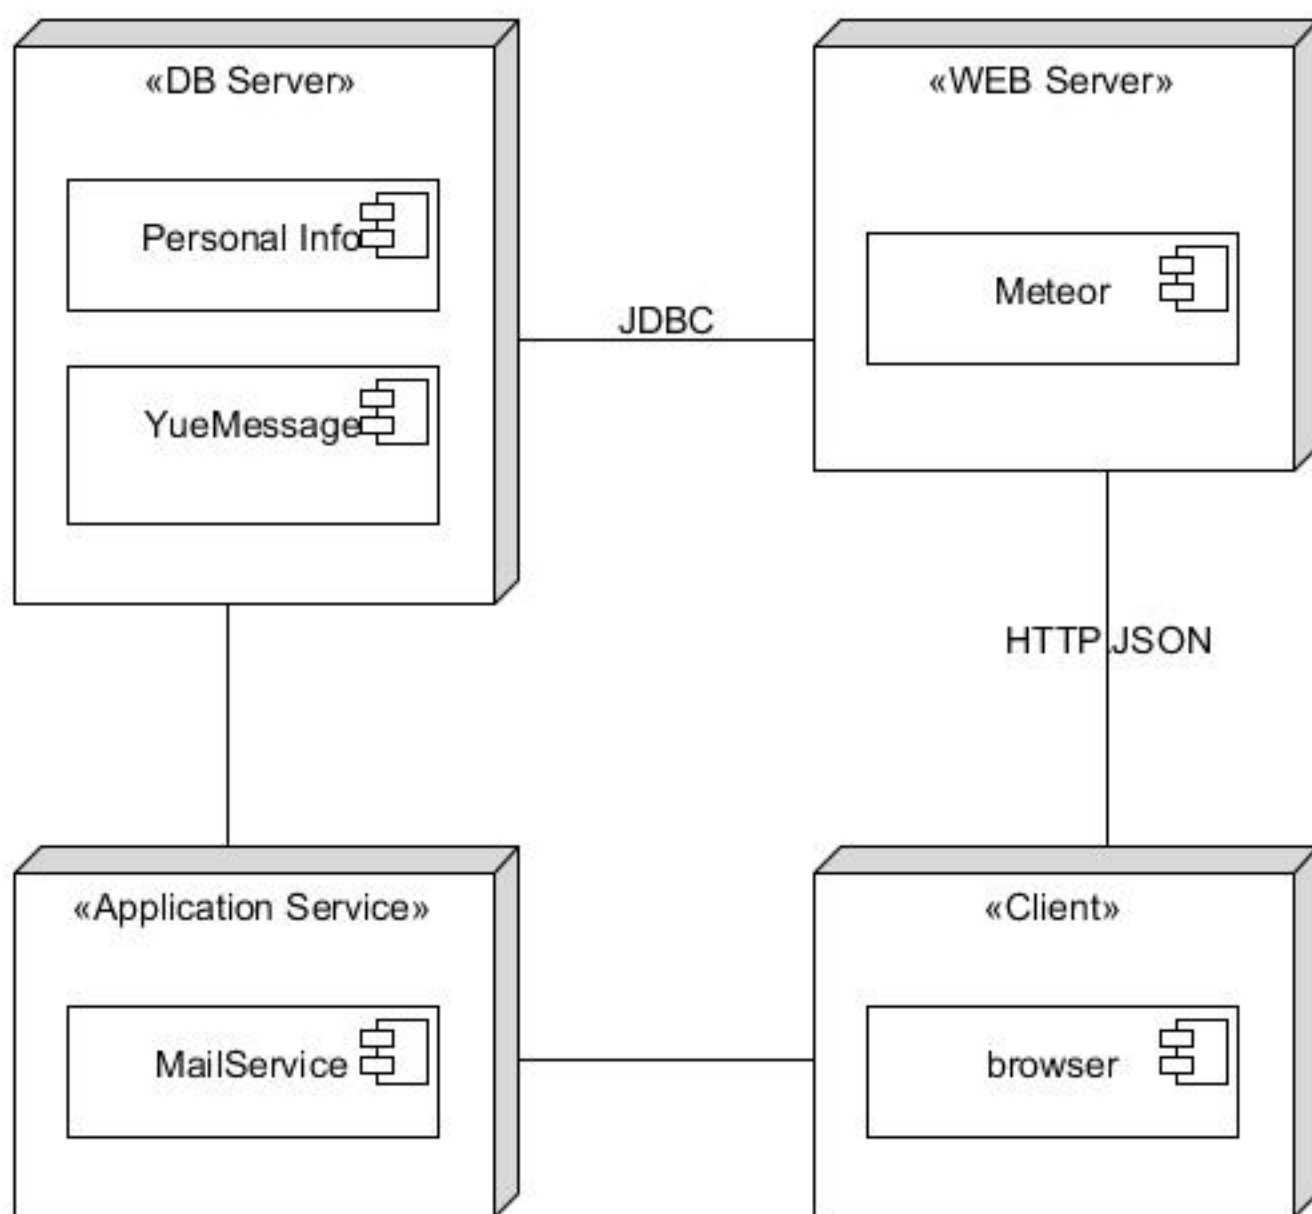 «DB Server»
Personal Info
YueMessage
JDBC
«WEB Server»
Meteor
HTTP JSON
«Application Service»
MailService
«Client»
browser